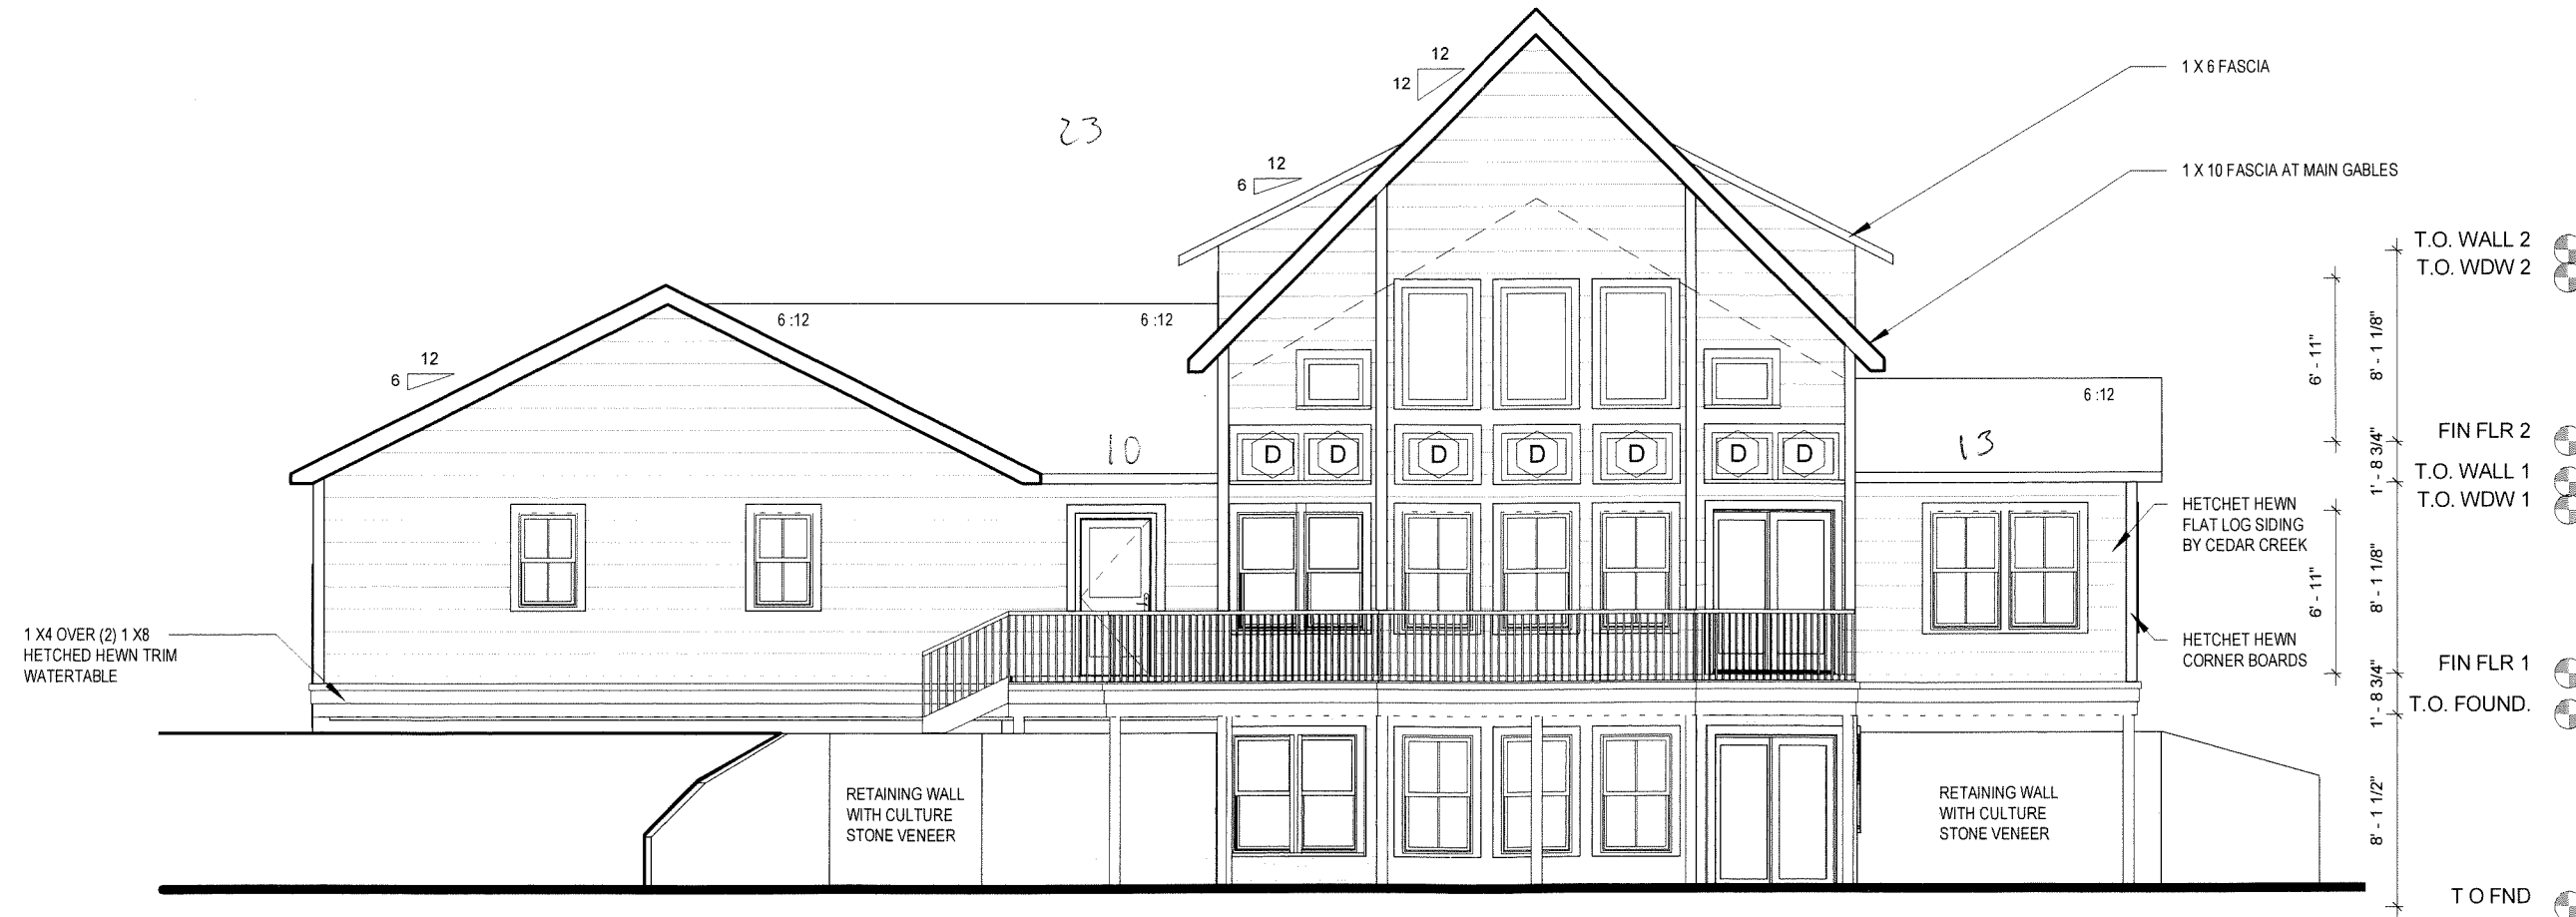 12
12
1 X 6 FASCIA
23
12
6
1 X 10 FASCIA AT MAIN GABLES
T.O. WALL 2
T.O. WDW 2
6 :12
6 :12
12
6
6' - 11"
8' - 1 1/8"
6 :12
10
D D D D D D D
13
FIN FLR 2
1' - 8 3/4"
T.O. WALL 1
T.O. WDW 1
HETCHET HEWN
FLAT LOG SIDING
BY CEDAR CREEK
6' - 11"
8' - 1 1/8"
1 X4 OVER (2) 1 X8
HETCHED HEWN TRIM
WATERTABLE
HETCHET HEWN
CORNER BOARDS
FIN FLR 1
1' - 8 3/4"
T.O. FOUND.
RETAINING WALL
WITH CULTURE
STONE VENEER
RETAINING WALL
WITH CULTURE
STONE VENEER
8' - 1 1/2"
T O FND